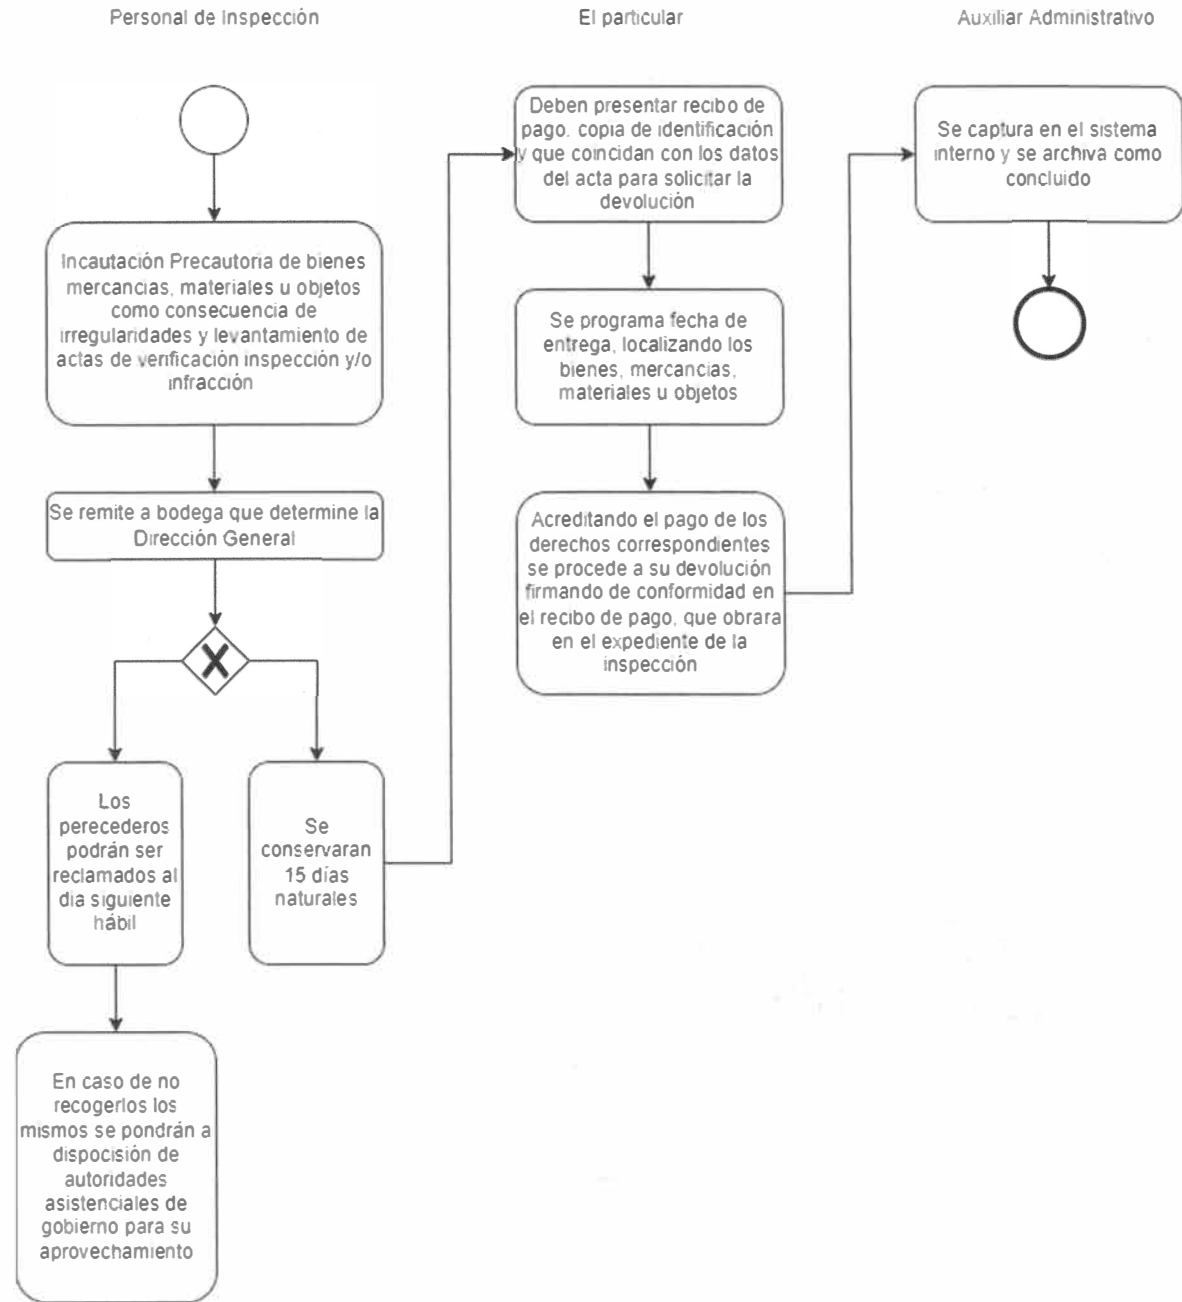 Personal de Inspección
El particular
Auxiliar Administrativo
Incautación Precautoria de bienes
mercancias, materiales u objetos
como consecuencia de
irregularidades y levantamiento de
actas de verificación inspección y/o
infracción
Se remite a bodega que determine la
Dirección General
Los
perecederos
podrán ser
reclamados al
dia siguiente
hábil
Se
conservaran
15 días
naturales
En caso de no
recogerlos los
mismos se pondrán a
disposición de
autoridades
asistenciales de
gobierno para su
aprovechamiento
Deben presentar recibo de
pago. copia de identificación
y que coincidan con los datos
del acta para solicitar la
devolución
Se programa fecha de
entrega, localizando los
bienes, mercancias,
materiales u objetos
Acreditando el pago de los
derechos correspondientes
se procede a su devolución
firmando de conformidad en
el recibo de pago, que obrara
en el expediente de la
inspección
Se captura en el sistema
interno y se archiva como
concluido